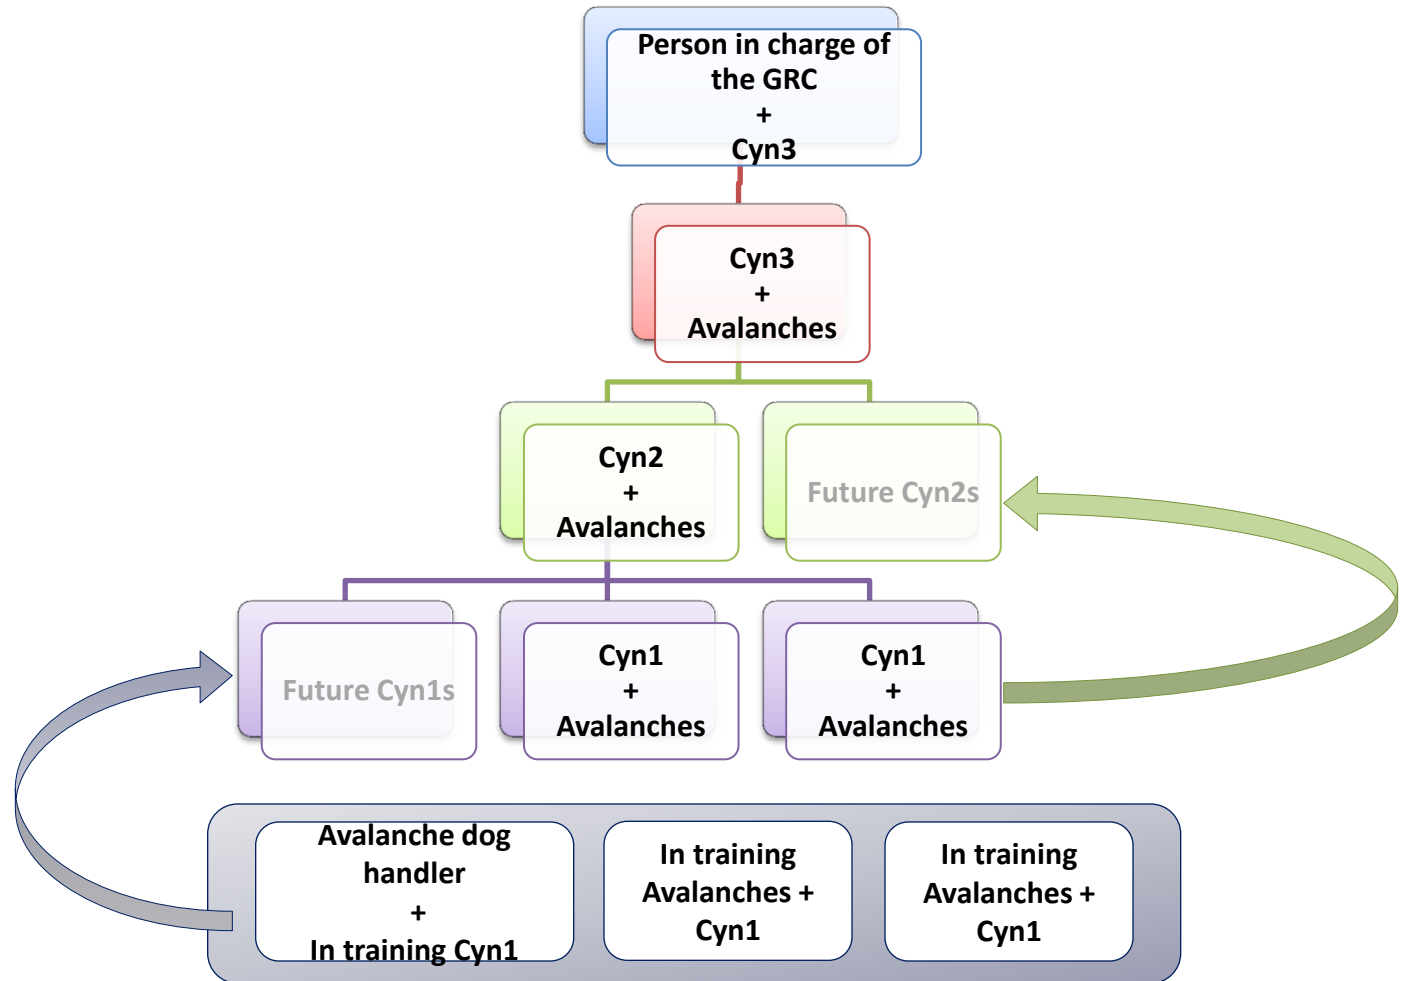 Person in charge of
the GRC
+
Cyn3
Cyn3
+
Avalanches
Cyn2
+
Avalanches
Future Cyn2s
Future Cyn1s
Cyn1
+
Avalanches
Cyn1
+
Avalanches
Avalanche dog
handler
+
In training Cyn1
In training
Avalanches +
Cyn1
In training
Avalanches +
Cyn1